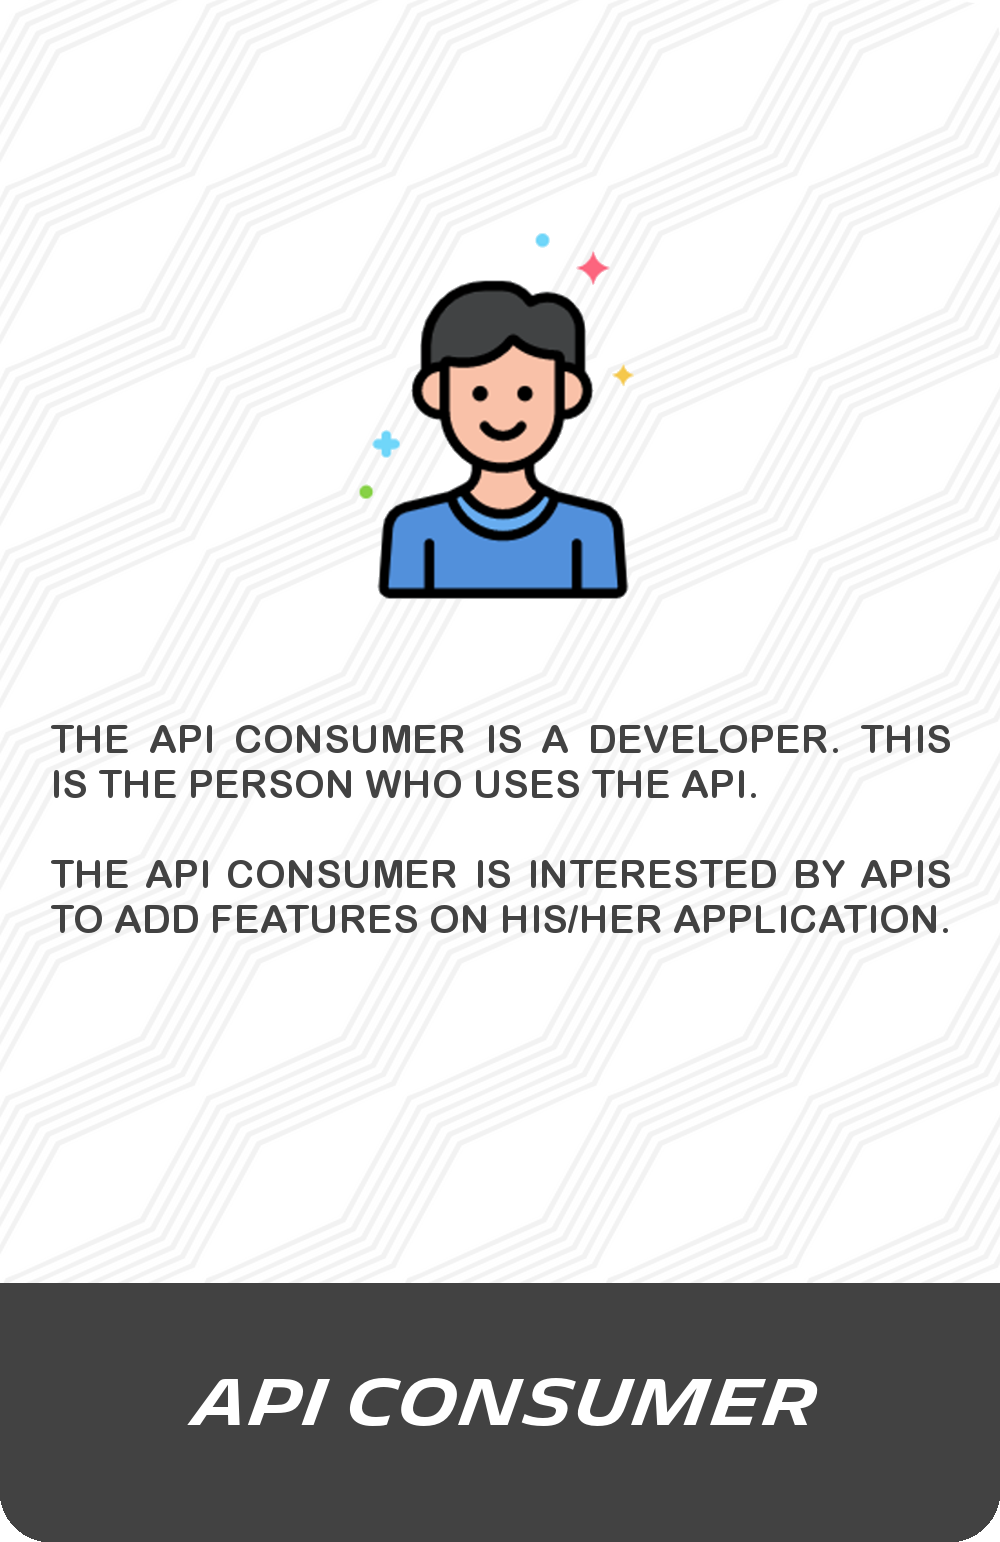 THE API CONSUMER IS A DEVELOPER. THIS
IS THE PERSON WHO USES THE API.
THE API CONSUMER IS INTERESTED BY APIS
TO ADD FEATURES ON HIS/HER APPLICATION.
API CONSUMER